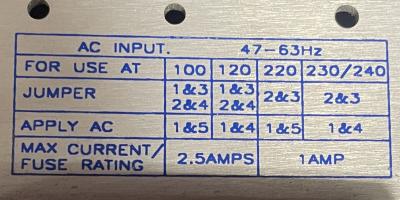 AC INPUT. 47-63Hz
FOR USE AT 100 120 220 230/240
JUMPER 1&3 2&4 1&3 2&4 2&3 2&3
APPLY AC 1&5 1&4 1&5 1&4
MAX CURRENT/
FUSE RATING 2.5AMPS 1AMP